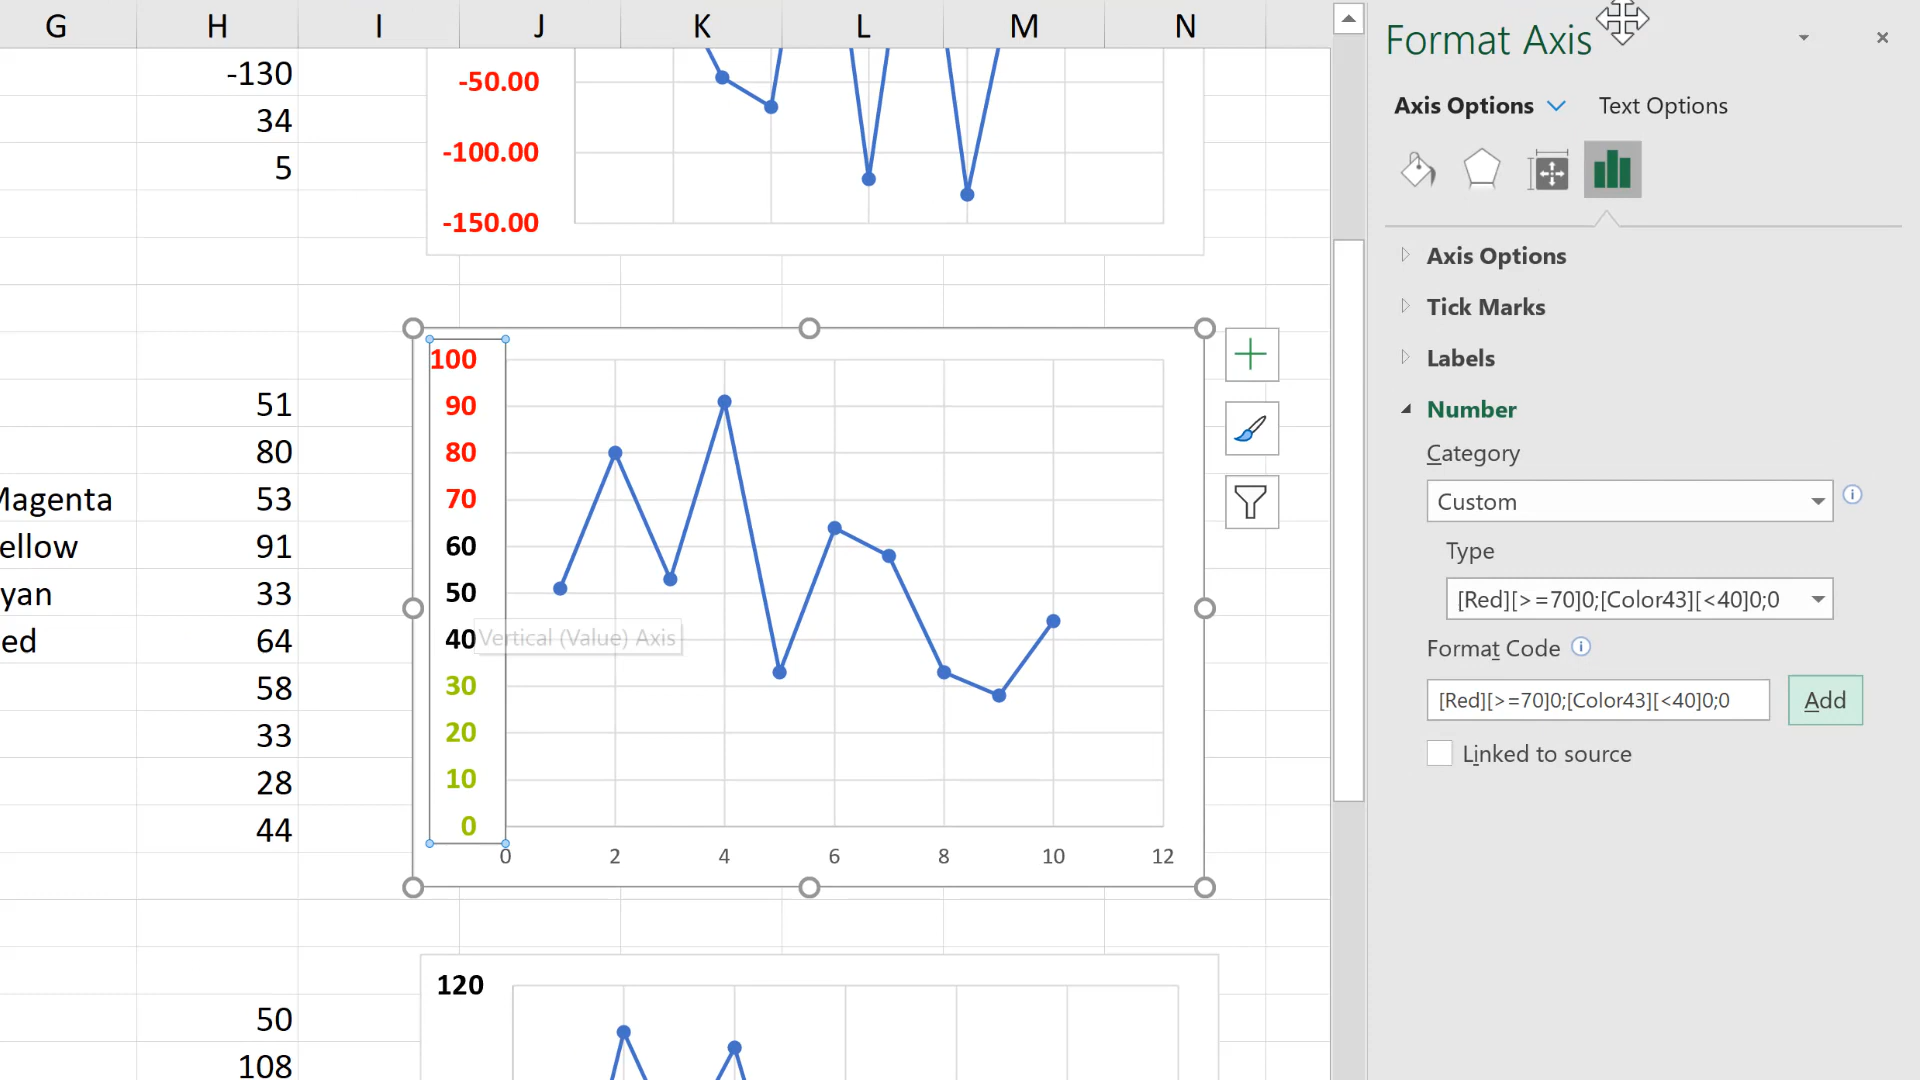 G H I J K L M N
-130
34
5
51
80
Magenta 53
ellow 91
yan 33
ed 64
58
33
28
44
50
108
-50.00
-100.00
-150.00
100
90
80
70
60
50
40 Vertical (Value) Axis
30
20
10
0
0 2 4 6 8 10 12
120
Format Axis
Axis Options Text Options
Axis Options
Tick Marks
Labels
Number
Category
Custom
Type
[Red][>=70]0;[Color43][<40]0;0
Format Code
[Red][>=70]0;[Color43][<40]0;0 Add
Linked to source